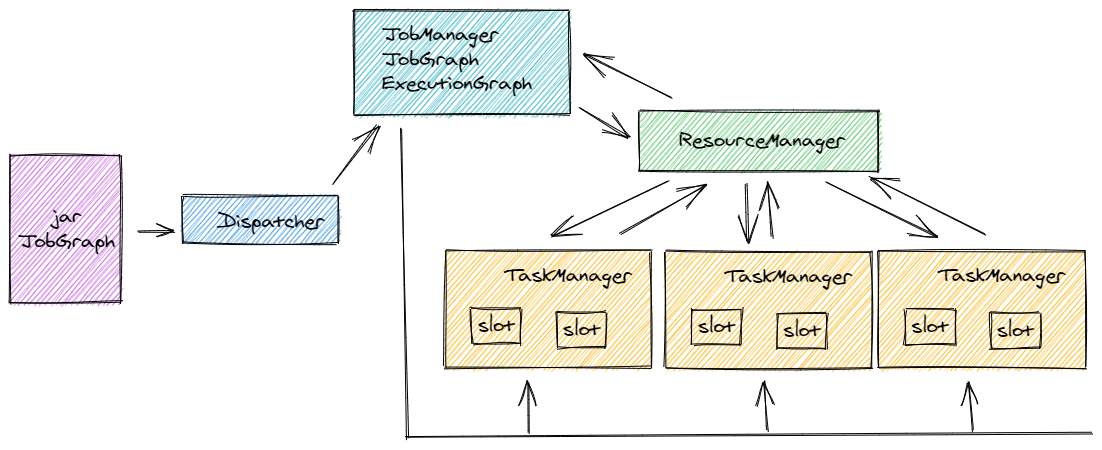 JobManager
JobGraph
ExecutionGraph
ResourceManager
jar
JobGraph
Dispatcher
TaskManager
slot
slot
TaskManager
slot
slot
TaskManager
slot
slot